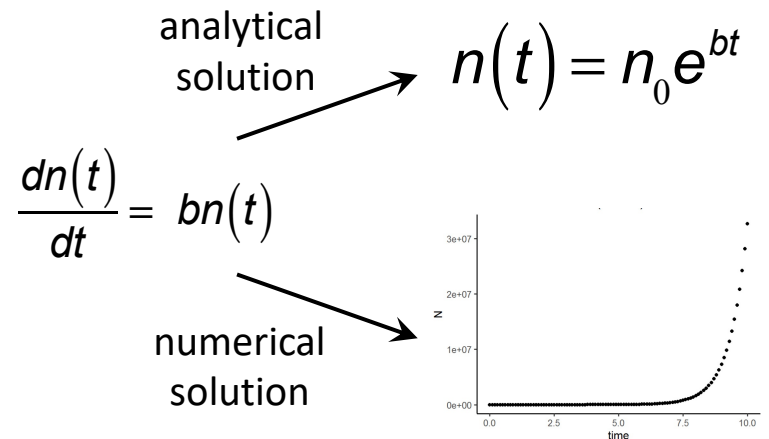 analytical
solution
n(t) = n₀e^{bt}
dn(t)/dt = bn(t)
numerical
solution
N
3e+07
2e+07
1e+07
0e+00
0.0 2.5 5.0 7.5 10.0
time